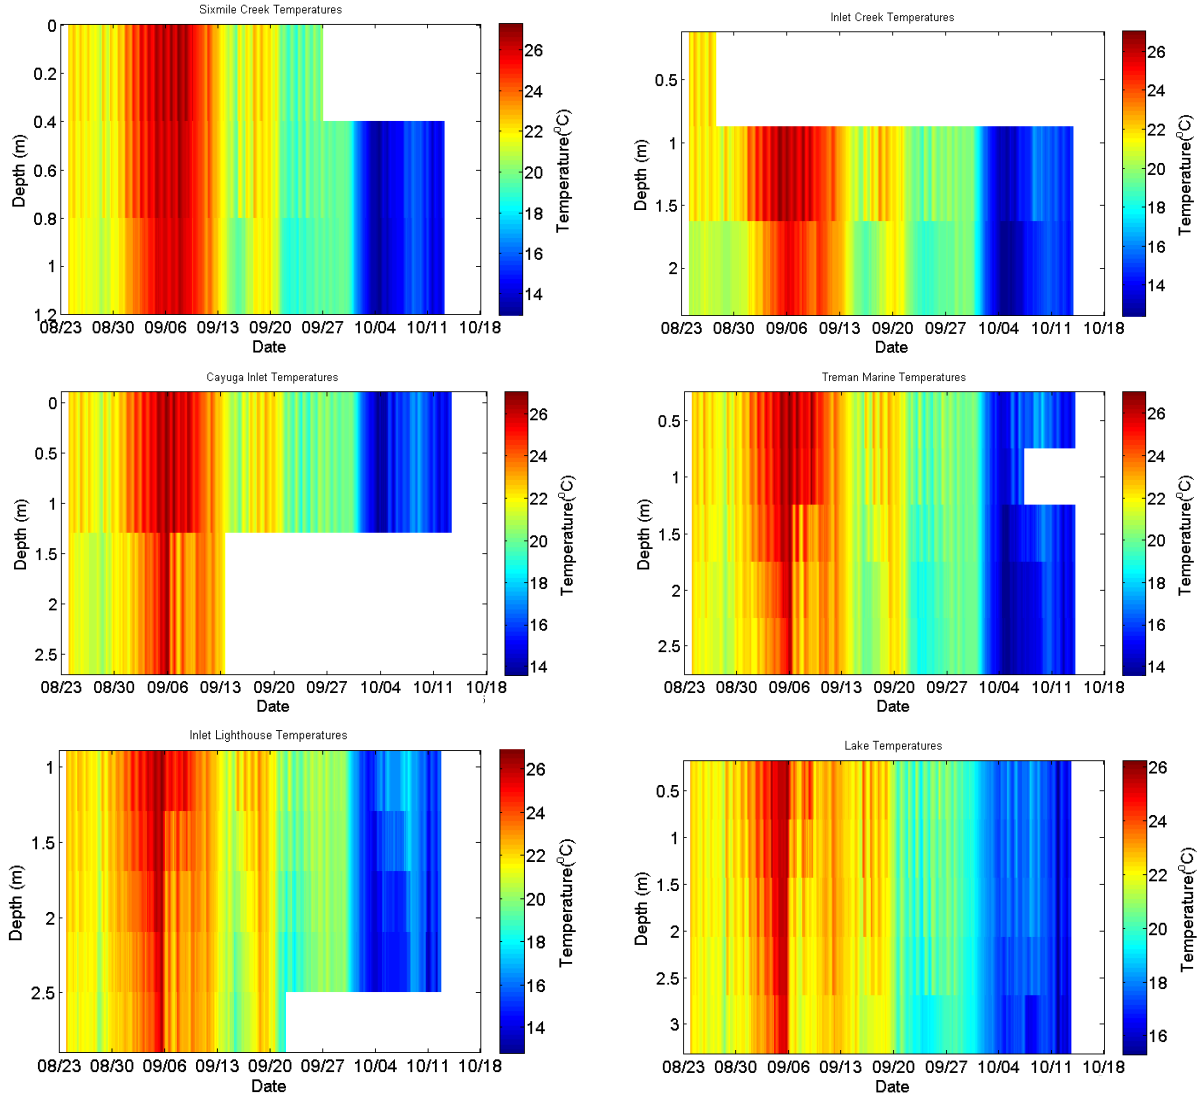 Sixmile Creek Temperatures
0
0.2
0.4
0.6
0.8
1
1.2
Depth (m)
08/23 08/30 09/06 09/13 09/20 09/27 10/04 10/11 10/18
Date
26
24
22
20
18
16
14
Temperature(⁰C)
Inlet Creek Temperatures
0.5
1
1.5
2
Depth (m)
08/23 08/30 09/06 09/13 09/20 09/27 10/04 10/11 10/18
Date
26
24
22
20
18
16
14
Temperature(⁰C)
Cayuga Inlet Temperatures
0
0.5
1
1.5
2
2.5
Depth (m)
08/23 08/30 09/06 09/13 09/20 09/27 10/04 10/11 10/18
Date
26
24
22
20
18
16
14
Temperature(⁰C)
Treman Marine Temperatures
0.5
1
1.5
2
2.5
Depth (m)
08/23 08/30 09/06 09/13 09/20 09/27 10/04 10/11 10/18
Date
26
24
22
20
18
16
14
Temperature(⁰C)
Inlet Lighthouse Temperatures
1
1.5
2
2.5
Depth (m)
08/23 08/30 09/06 09/13 09/20 09/27 10/04 10/11 10/18
Date
26
24
22
20
18
16
14
Temperature(⁰C)
Lake Temperatures
0.5
1
1.5
2
2.5
3
Depth (m)
08/23 08/30 09/06 09/13 09/20 09/27 10/04 10/11 10/18
Date
26
24
22
20
18
16
Temperature(⁰C)